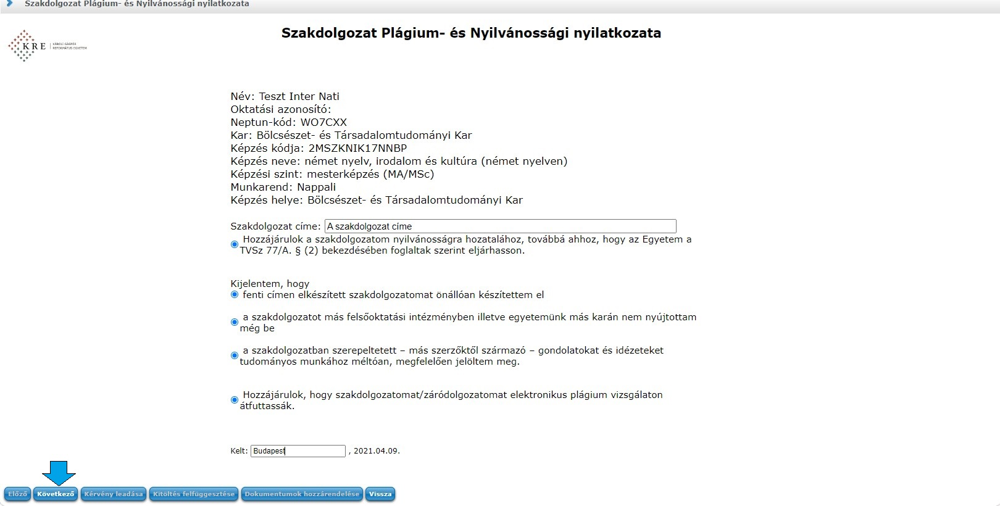 Szakdolgozat Plágium- és Nyilvánossági nyilatkozata
Szakdolgozat Plágium- és Nyilvánossági nyilatkozata
KRE
KÁROLI GÁSPÁR
REFORMÁTUS EGYETEM
Név: Teszt Inter Nati
Oktatási azonosító:
Neptun-kód: WO7CXX
Kar: Bölcsészet- és Társadalomtudományi Kar
Képzés kódja: 2MSZKNIK17NNBP
Képzés neve: német nyelv, irodalom és kultúra (német nyelven)
Képzési szint: mesterképzés (MA/MSc)
Munkarend: Nappali
Képzés helye: Bölcsészet- és Társadalomtudományi Kar
Szakdolgozat címe: A szakdolgozat címe
Hozzájárulok a szakdolgozatom nyilvánosságra hozatalához, továbbá ahhoz, hogy az Egyetem a
TVSz 77/A. § (2) bekezdésében foglaltak szerint eljárhasson.
Kijelentem, hogy
fenti címen elkészített szakdolgozatomat önállóan készítettem el
a szakdolgozatot más felsőoktatási intézményben illetve egyetemünk más karán nem nyújtottam
még be
a szakdolgozatban szerepeltetett – más szerzőktől származó – gondolatokat és idézeteket
tudományos munkához méltóan, megfelelően jelöltem meg.
Hozzájárulok, hogy szakdolgozatomat/záródolgozatomat elektronikus plágium vizsgálaton
átfuttassák.
Kelt: Budapest , 2021.04.09.
Előző Következő Kérvény leadása Kitöltés felfüggesztése Dokumentumok hozzárendelése Vissza